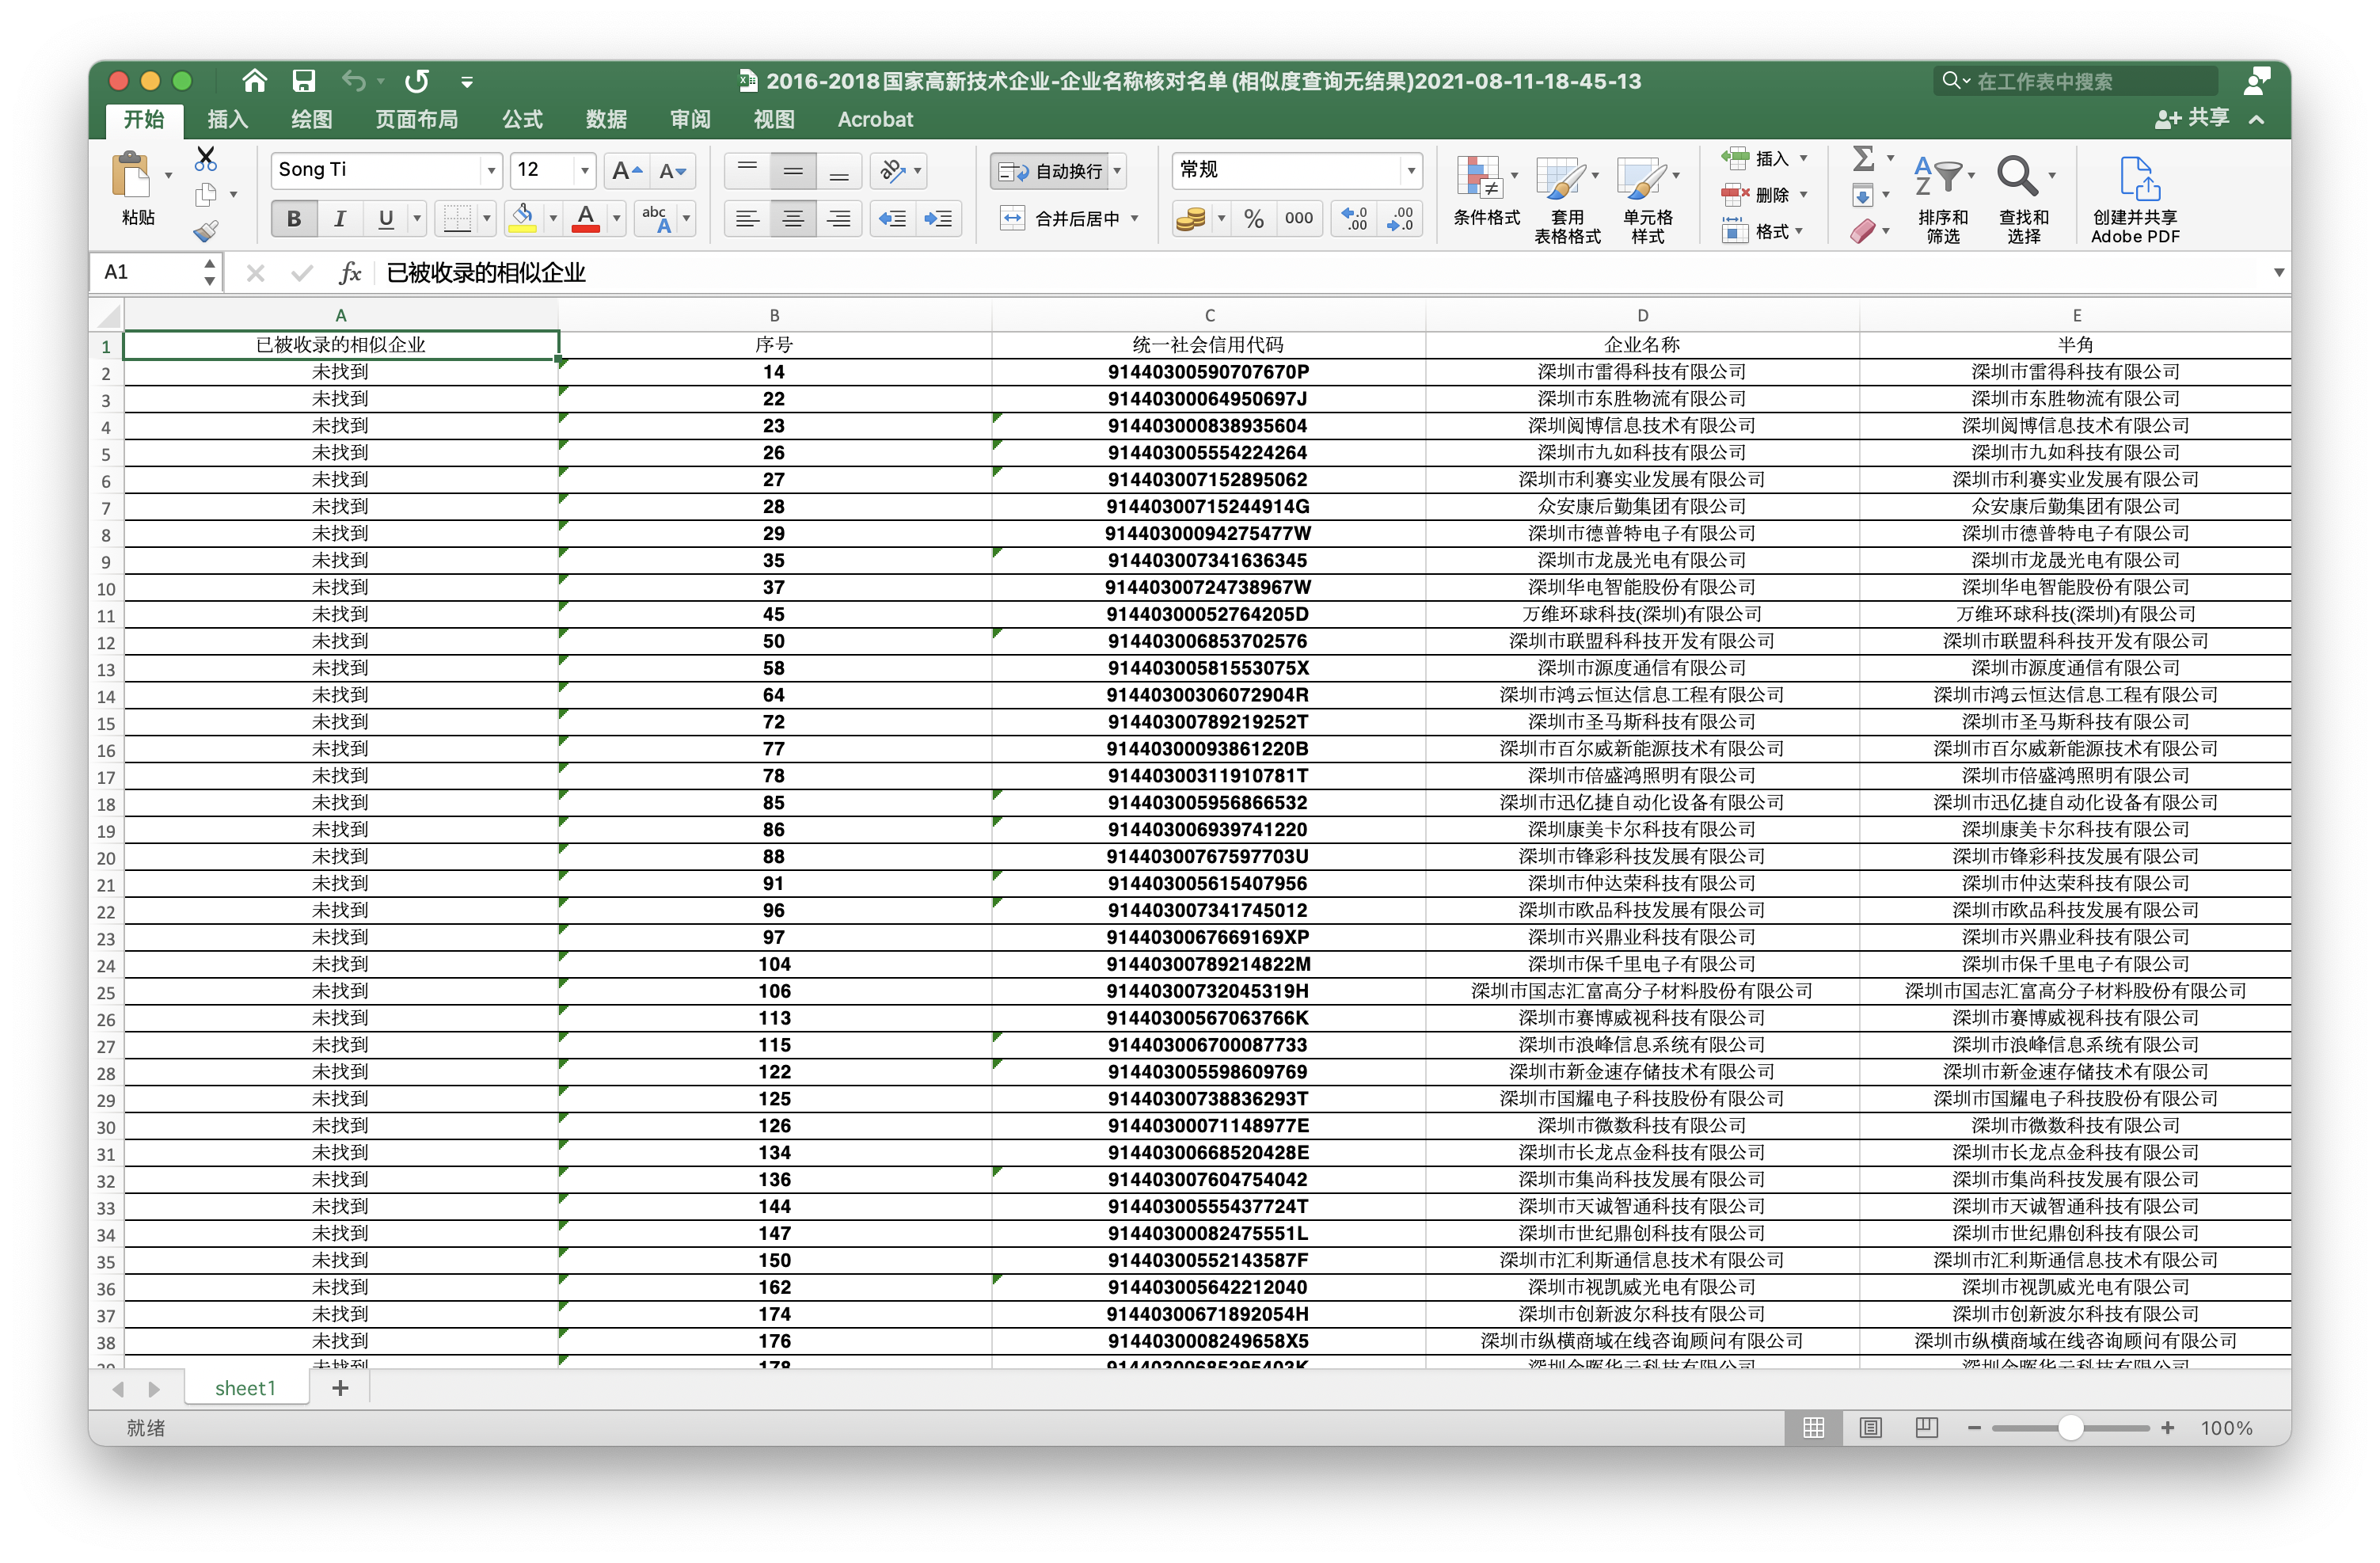 2016-2018国家高新技术企业-企业名称核对名单 (相似度查询无结果)2021-08-11-18-45-13
在工作表中搜索
开始 插入 绘图 页面布局 公式 数据 审阅 视图 Acrobat 共享
粘贴 Song Ti 12 自动换行 合并后居中 常规 条件格式 套用表格格式 单元格样式 插入 删除 格式 排序和筛选 查找和选择 创建并共享 Adobe PDF
A1 fx 已被收录的相似企业
A B C D E
1 已被收录的相似企业 序号 统一社会信用代码 企业名称 半角
2 未找到 14 91440300590707670P 深圳市雷得科技有限公司 深圳市雷得科技有限公司
3 未找到 22 91440300064950697J 深圳市东胜物流有限公司 深圳市东胜物流有限公司
4 未找到 23 914403000838935604 深圳阅博信息技术有限公司 深圳阅博信息技术有限公司
5 未找到 26 914403005554224264 深圳市九如科技有限公司 深圳市九如科技有限公司
6 未找到 27 914403007152895062 深圳市利赛实业发展有限公司 深圳市利赛实业发展有限公司
7 未找到 28 91440300715244914G 众安康后勤集团有限公司 众安康后勤集团有限公司
8 未找到 29 91440300094275477W 深圳市德普特电子有限公司 深圳市德普特电子有限公司
9 未找到 35 914403007341636345 深圳市龙晟光电有限公司 深圳市龙晟光电有限公司
10 未找到 37 91440300724738967W 深圳华电智能股份有限公司 深圳华电智能股份有限公司
11 未找到 45 91440300052764205D 万维环球科技(深圳)有限公司 万维环球科技(深圳)有限公司
12 未找到 50 914403006853702576 深圳市联盟科科技开发有限公司 深圳市联盟科科技开发有限公司
13 未找到 58 91440300581553075X 深圳市源度通信有限公司 深圳市源度通信有限公司
14 未找到 64 91440300306072904R 深圳市鸿云恒达信息工程有限公司 深圳市鸿云恒达信息工程有限公司
15 未找到 72 91440300789219252T 深圳市圣马斯科技有限公司 深圳市圣马斯科技有限公司
16 未找到 77 91440300093861220B 深圳市百尔威新能源技术有限公司 深圳市百尔威新能源技术有限公司
17 未找到 78 91440300311910781T 深圳市倍盛鸿照明有限公司 深圳市倍盛鸿照明有限公司
18 未找到 85 914403005956866532 深圳市迅亿捷自动化设备有限公司 深圳市迅亿捷自动化设备有限公司
19 未找到 86 914403006939741220 深圳康美卡尔科技有限公司 深圳康美卡尔科技有限公司
20 未找到 88 91440300767597703U 深圳市锋彩科技发展有限公司 深圳市锋彩科技发展有限公司
21 未找到 91 914403005615407956 深圳市仲达荣科技有限公司 深圳市仲达荣科技有限公司
22 未找到 96 914403007341745012 深圳市欧品科技发展有限公司 深圳市欧品科技发展有限公司
23 未找到 97 9144030067669169XP 深圳市兴鼎业科技有限公司 深圳市兴鼎业科技有限公司
24 未找到 104 91440300789214822M 深圳市保千里电子有限公司 深圳市保千里电子有限公司
25 未找到 106 91440300732045319H 深圳市国志汇富高分子材料股份有限公司 深圳市国志汇富高分子材料股份有限公司
26 未找到 113 91440300567063766K 深圳市赛博威视科技有限公司 深圳市赛博威视科技有限公司
27 未找到 115 914403006700087733 深圳市浪峰信息系统有限公司 深圳市浪峰信息系统有限公司
28 未找到 122 914403005598609769 深圳市新金速存储技术有限公司 深圳市新金速存储技术有限公司
29 未找到 125 91440300738836293T 深圳市国耀电子科技股份有限公司 深圳市国耀电子科技股份有限公司
30 未找到 126 91440300071148977E 深圳市微数科技有限公司 深圳市微数科技有限公司
31 未找到 134 91440300668520428E 深圳市长龙点金科技有限公司 深圳市长龙点金科技有限公司
32 未找到 136 914403007604754042 深圳市集尚科技发展有限公司 深圳市集尚科技发展有限公司
33 未找到 144 91440300555437724T 深圳市天诚智通科技有限公司 深圳市天诚智通科技有限公司
34 未找到 147 91440300082475551L 深圳市世纪鼎创科技有限公司 深圳市世纪鼎创科技有限公司
35 未找到 150 91440300552143587F 深圳市汇利斯通信息技术有限公司 深圳市汇利斯通信息技术有限公司
36 未找到 162 914403005642212040 深圳市视凯威光电有限公司 深圳市视凯威光电有限公司
37 未找到 174 91440300671892054H 深圳市创新波尔科技有限公司 深圳市创新波尔科技有限公司
38 未找到 176 9144030008249658X5 深圳市纵横商域在线咨询顾问有限公司 深圳市纵横商域在线咨询顾问有限公司
sheet1
就绪 100%